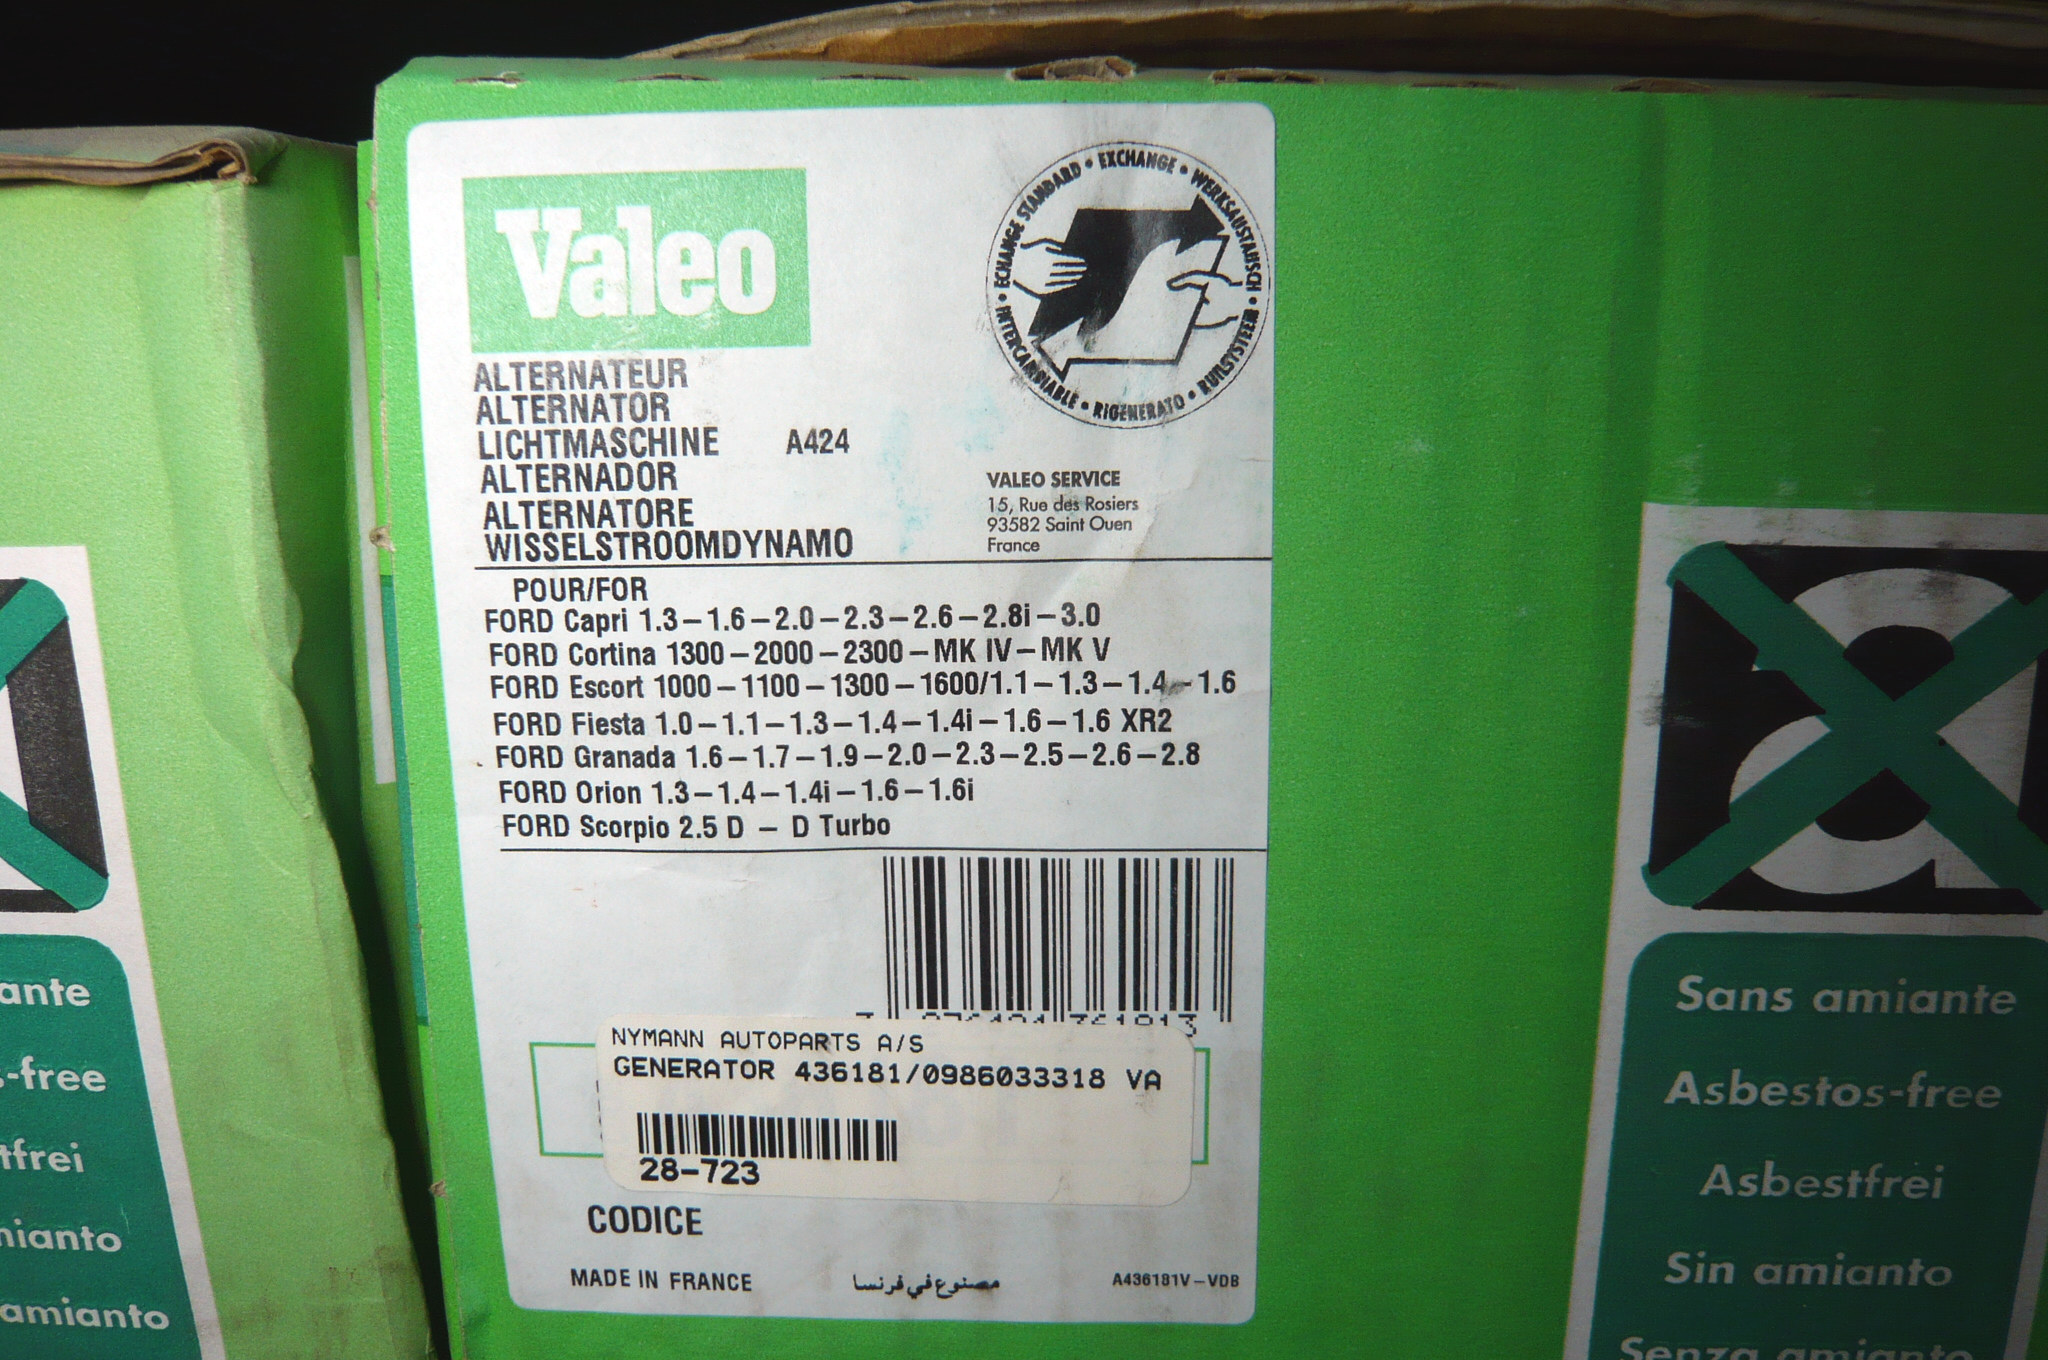 Valeo
ECHANGE STANDARD • EXCHANGE • WERKSAUSTAUSCH • RUILSYSTEEM • RIGENERATO • INTERCAMBIABLE •
ALTERNATEUR
ALTERNATOR
LICHTMASCHINE A424
ALTERNADOR
ALTERNATORE
WISSELSTROOMDYNAMO
VALEO SERVICE
15, Rue des Rosiers
93582 Saint Ouen
France
POUR/FOR
FORD Capri 1.3–1.6–2.0–2.3–2.6–2.8i–3.0
FORD Cortina 1300–2000–2300–MK IV–MK V
FORD Escort 1000–1100–1300–1600/1.1–1.3–1.4–1.6
FORD Fiesta 1.0–1.1–1.3–1.4–1.4i–1.6–1.6 XR2
FORD Granada 1.6–1.7–1.9–2.0–2.3–2.5–2.6–2.8
FORD Orion 1.3–1.4–1.4i–1.6–1.6i
FORD Scorpio 2.5 D – D Turbo
NYMANN AUTOPARTS A/S
GENERATOR 436181/0986033318 VA
28-723
CODICE
MADE IN FRANCE
مصنوع في فرنسا
A436181V–VDB
a
Sans amiante
Asbestos-free
Asbestfrei
Sin amianto
Senza amianto
ante
-free
tfrei
mianto
amianto